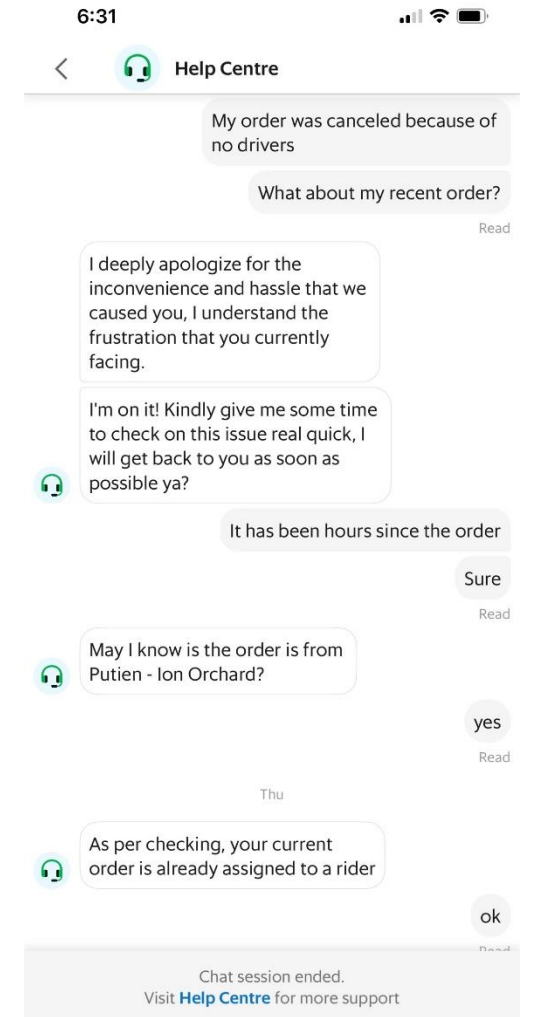 6:31
Help Centre
My order was canceled because of
no drivers
What about my recent order?
Read
I deeply apologize for the
inconvenience and hassle that we
caused you, I understand the
frustration that you currently
facing.
I'm on it! Kindly give me some time
to check on this issue real quick, I
will get back to you as soon as
possible ya?
It has been hours since the order
Sure
Read
May I know is the order is from
Putien - Ion Orchard?
yes
Read
Thu
As per checking, your current
order is already assigned to a rider
ok
Read
Chat session ended.
Visit Help Centre for more support